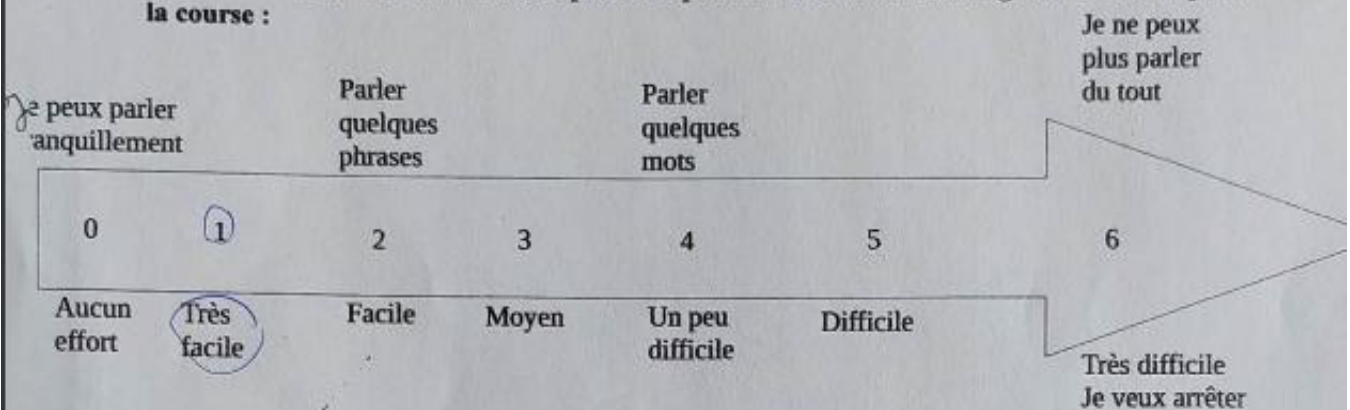 la course :
Je ne peux
plus parler
du tout
Je peux parler
tranquillement
Parler
quelques
phrases
Parler
quelques
mots
0 1 2 3 4 5 6
Aucun
effort
Très
facile
Facile
Moyen
Un peu
difficile
Difficile
Très difficile
Je veux arrêter